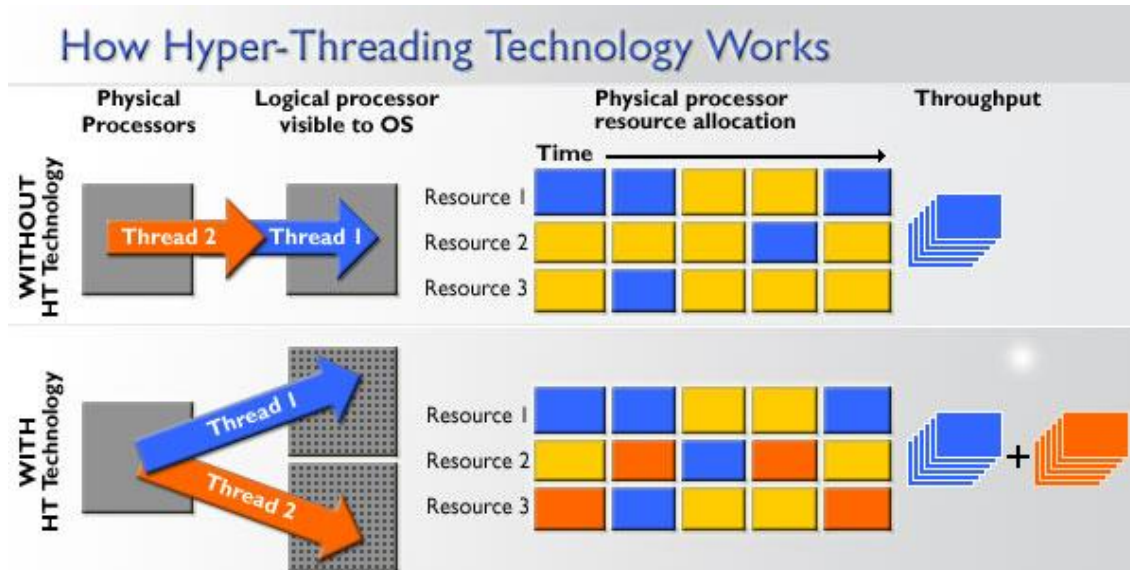 How Hyper-Threading Technology Works
Physical
Processors
Logical processor
visible to OS
Physical processor
resource allocation
Throughput
WITHOUT
HT Technology
Thread 2
Thread 1
Time
Resource 1
Resource 2
Resource 3
WITH
HT Technology
Thread 1
Thread 2
Resource 1
Resource 2
Resource 3
+